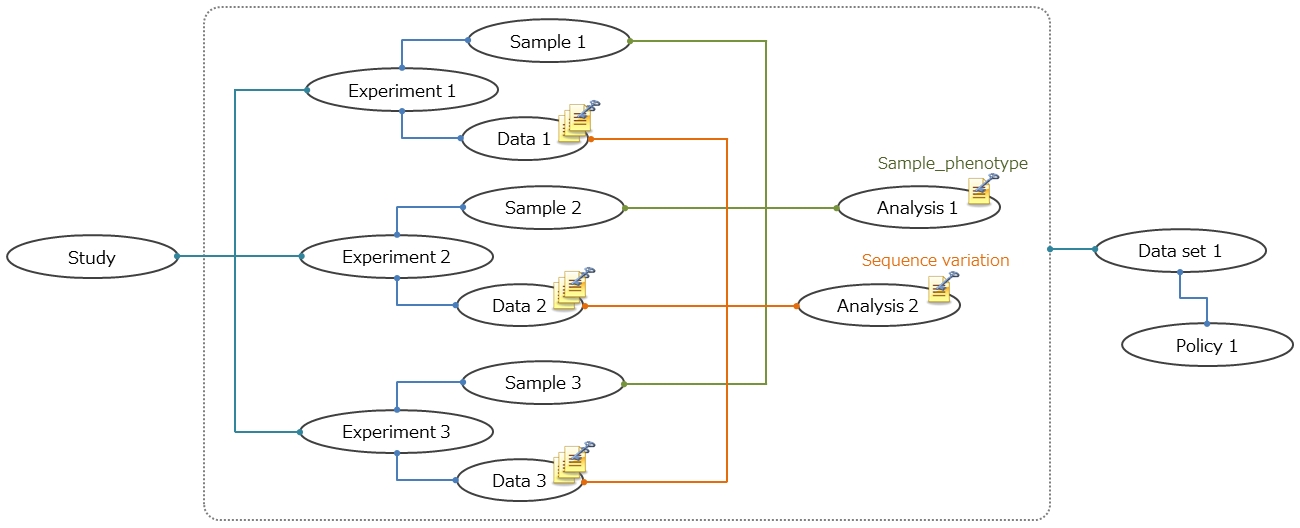 Sample 1
Experiment 1
Data 1
Sample_phenotype
Sample 2
Analysis 1
Study
Experiment 2
Data set 1
Sequence variation
Data 2
Analysis 2
Policy 1
Sample 3
Experiment 3
Data 3